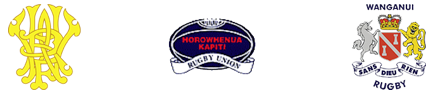 HOROWHENUA
KAPITI
RUGBY UNION
WANGANUI
SANS DIEU RIEN
RUGBY